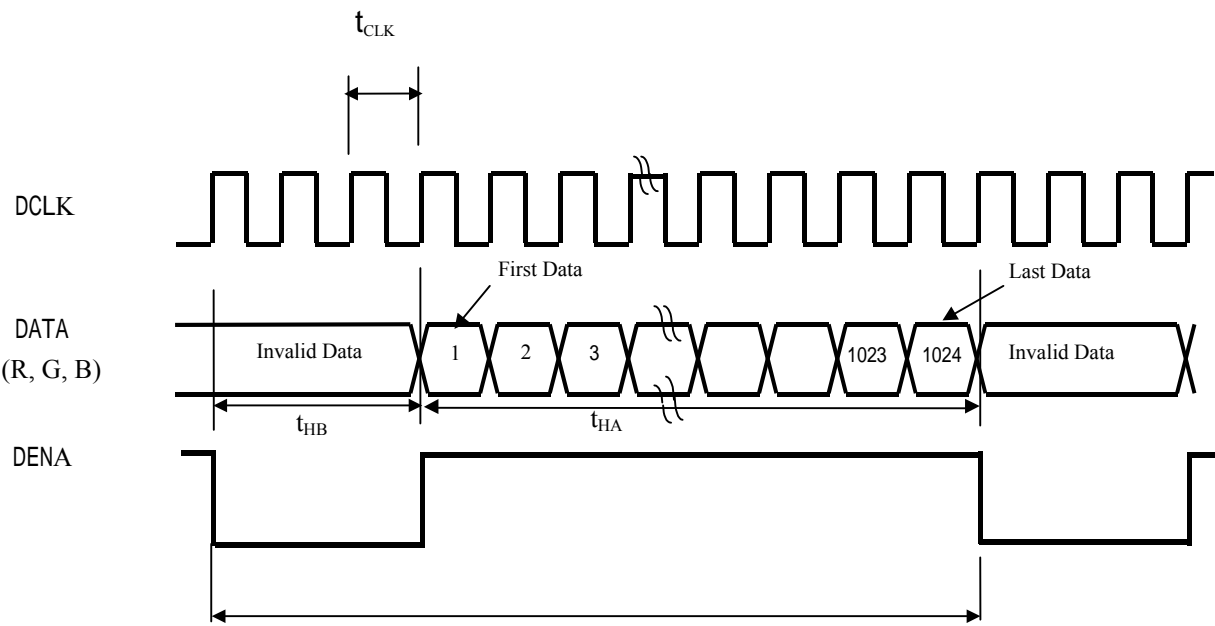 tCLK
DCLK
First Data
Last Data
DATA
(R, G, B)
Invalid Data
1
2
3
1023
1024
Invalid Data
tHB
tHA
DENA